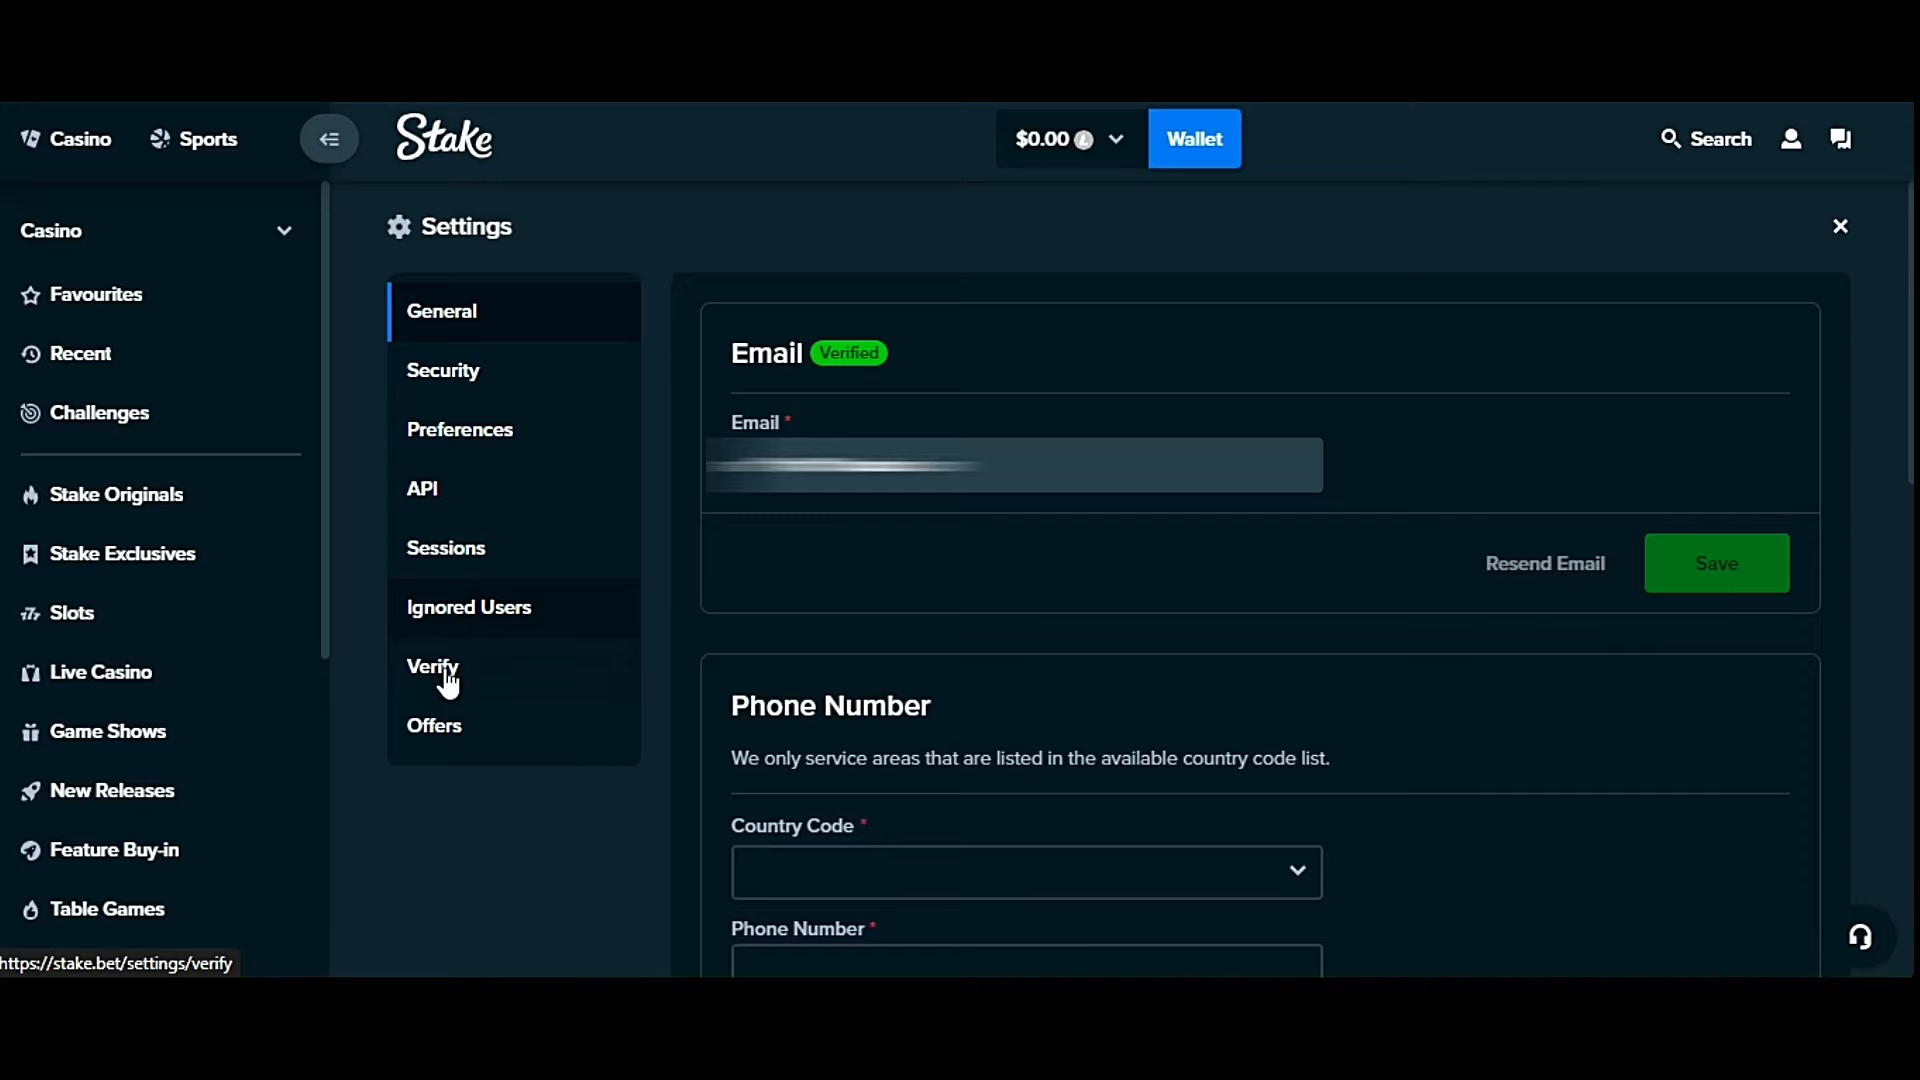 Casino
Sports
Stake
$0.00
Wallet
Search
Casino
Favourites
Recent
Challenges
Stake Originals
Stake Exclusives
Slots
Live Casino
Game Shows
New Releases
Feature Buy-in
Table Games
https://stake.bet/settings/verify
Settings
General
Security
Preferences
API
Sessions
Ignored Users
Verify
Offers
Email Verified
Email *
Resend Email
Save
Phone Number
We only service areas that are listed in the available country code list.
Country Code *
Phone Number *